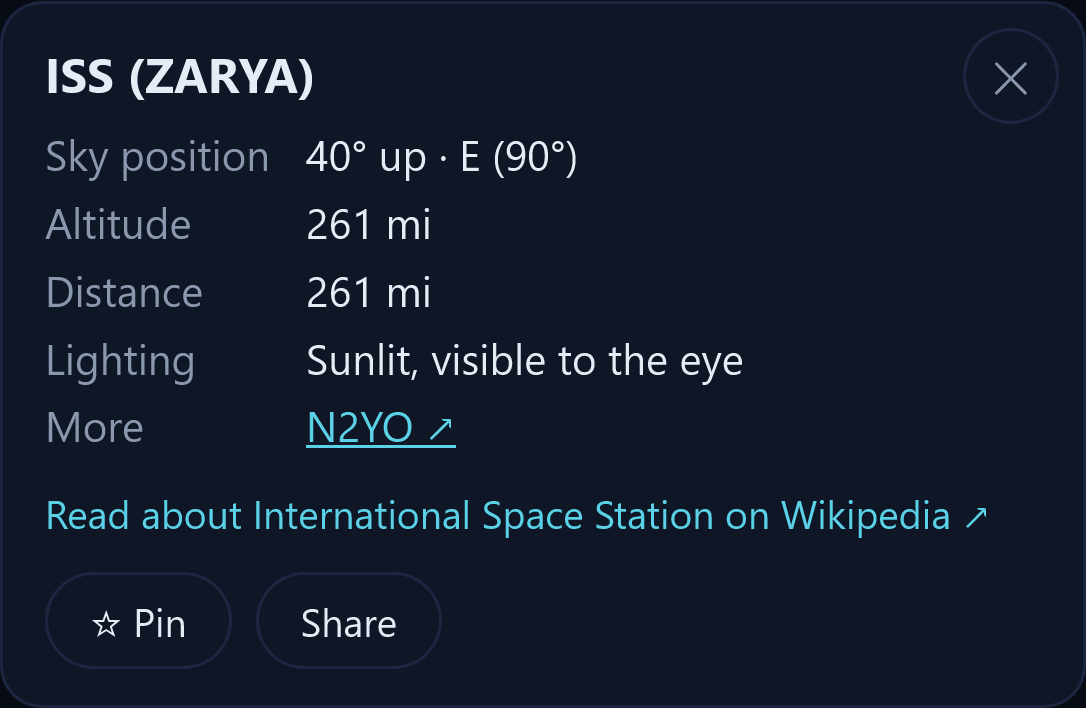 ISS (ZARYA)
Sky position 40° up · E (90°)
Altitude 261 mi
Distance 261 mi
Lighting Sunlit, visible to the eye
More N2YO ↗
Read about International Space Station on Wikipedia ↗
☆ Pin Share